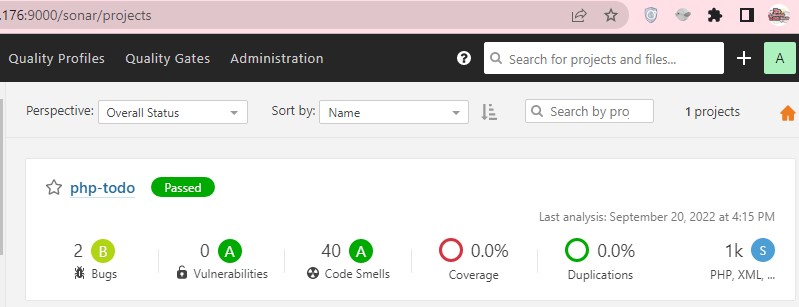 .176:9000/sonar/projects
Quality Profiles Quality Gates Administration ? Search for projects and files... + A
Perspective: Overall Status Sort by: Name Search by pro 1 projects
php-todo Passed
Last analysis: September 20, 2022 at 4:15 PM
2 B 0 A 40 A 0.0% 0.0% 1k S
Bugs Vulnerabilities Code Smells Coverage Duplications PHP, XML, ...